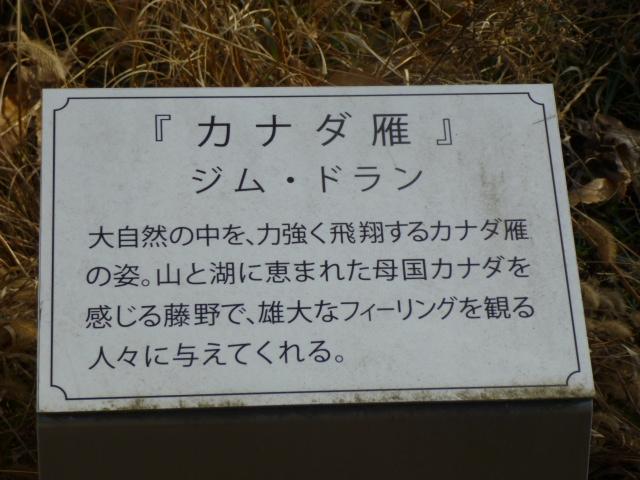 『カナダ雁』
ジム・ドラン
大自然の中を、力強く飛翔するカナダ雁
の姿。山と湖に恵まれた母国カナダを
感じる藤野で、雄大なフィーリングを観る
人々に与えてくれる。